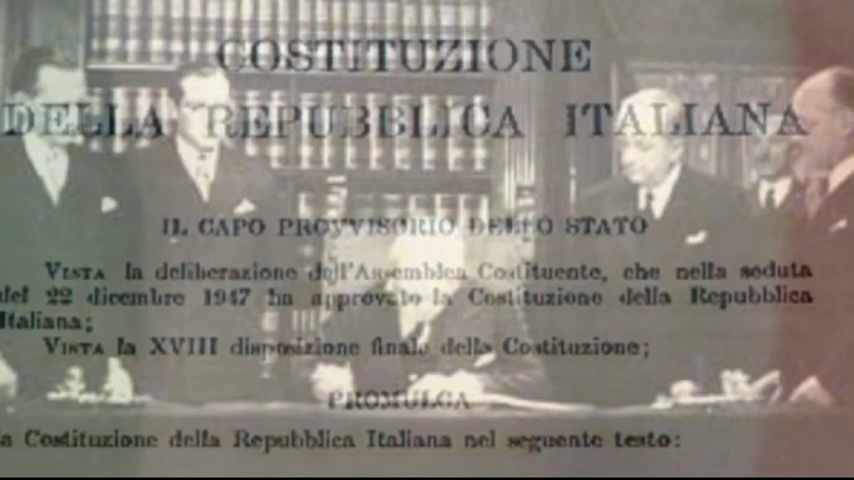 COSTITUZIONE
DELLA REPUBBLICA ITALIANA
IL CAPO PROVVISORIO DELLO STATO
VISTA la deliberazione dell'Assemblea Costituente, che nella seduta
del 22 dicembre 1947 ha approvato la Costituzione della Repubblica
Italiana;
VISTA la XVIII disposizione finale della Costituzione;
PROMULGA
la Costituzione della Repubblica Italiana nel seguente testo: